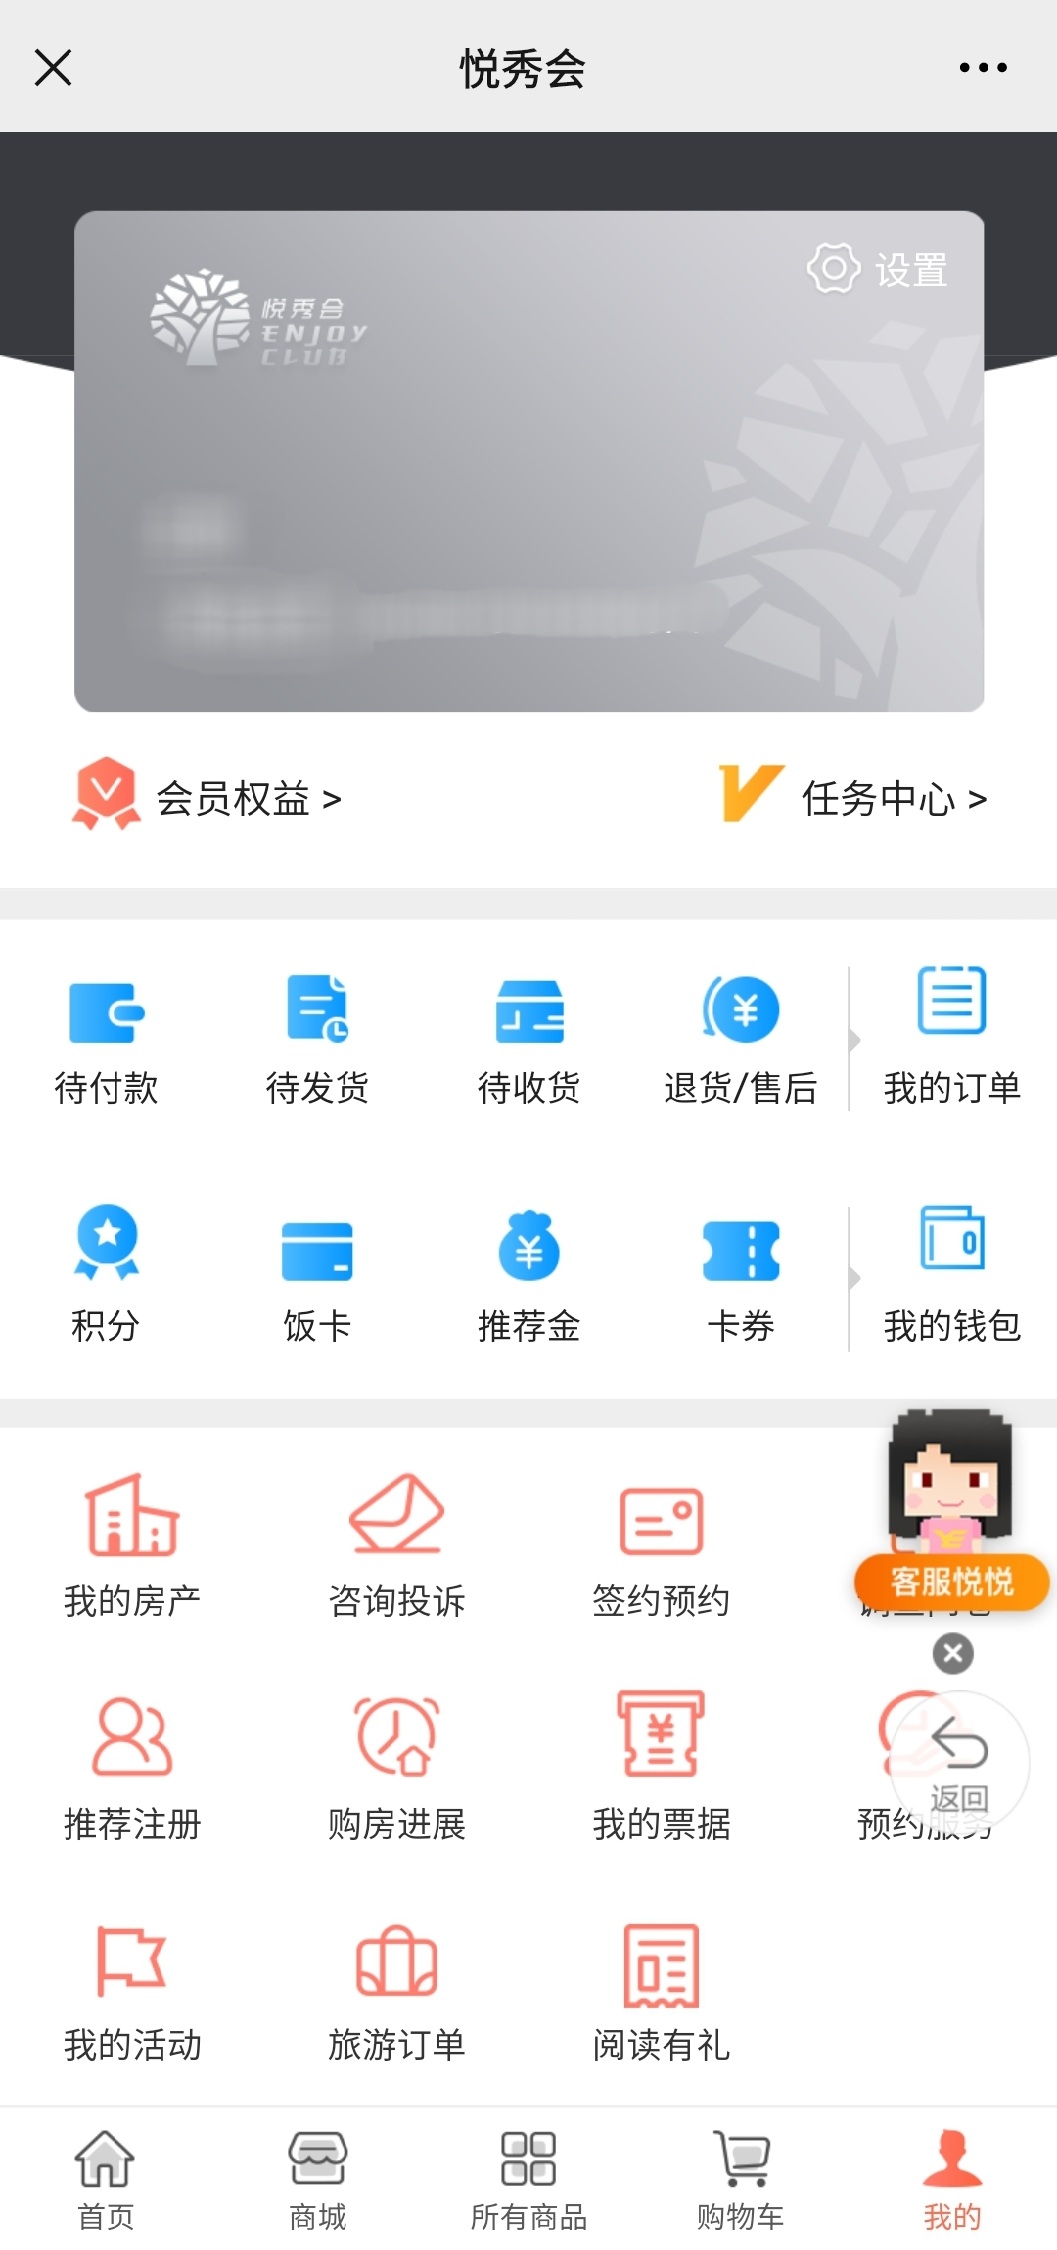 悦秀会
设置
悦秀会
ENJOY
CLUB
会员权益 >
任务中心 >
待付款
待发货
待收货
退货/售后
我的订单
积分
饭卡
推荐金
卡券
我的钱包
我的房产
咨询投诉
签约预约
客服悦悦
推荐注册
购房进展
我的票据
预约服务
返回
我的活动
旅游订单
阅读有礼
首页
商城
所有商品
购物车
我的